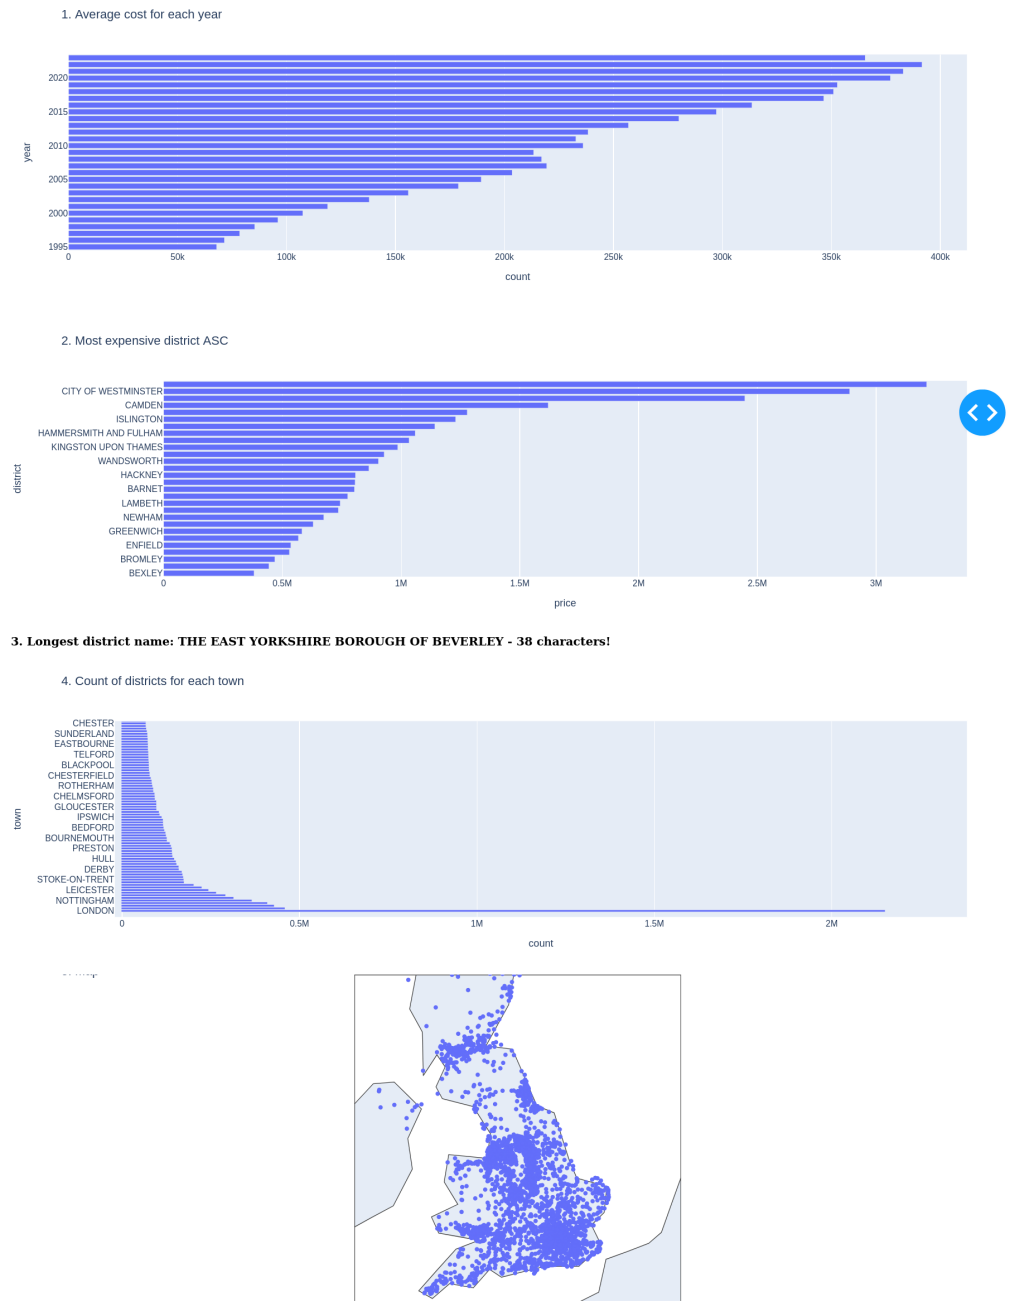 1. Average cost for each year
2020
2015
2010
2005
2000
1995
year
0 50k 100k 150k 200k 250k 300k 350k 400k
count
2. Most expensive district ASC
CITY OF WESTMINSTER
CAMDEN
ISLINGTON
HAMMERSMITH AND FULHAM
KINGSTON UPON THAMES
WANDSWORTH
HACKNEY
BARNET
LAMBETH
NEWHAM
GREENWICH
ENFIELD
BROMLEY
BEXLEY
district
0 0.5M 1M 1.5M 2M 2.5M 3M
price
3. Longest district name: THE EAST YORKSHIRE BOROUGH OF BEVERLEY - 38 characters!
4. Count of districts for each town
CHESTER
SUNDERLAND
EASTBOURNE
TELFORD
BLACKPOOL
CHESTERFIELD
ROTHERHAM
CHELMSFORD
GLOUCESTER
IPSWICH
BEDFORD
BOURNEMOUTH
PRESTON
HULL
DERBY
STOKE-ON-TRENT
LEICESTER
NOTTINGHAM
LONDON
town
0 0.5M 1M 1.5M 2M
count